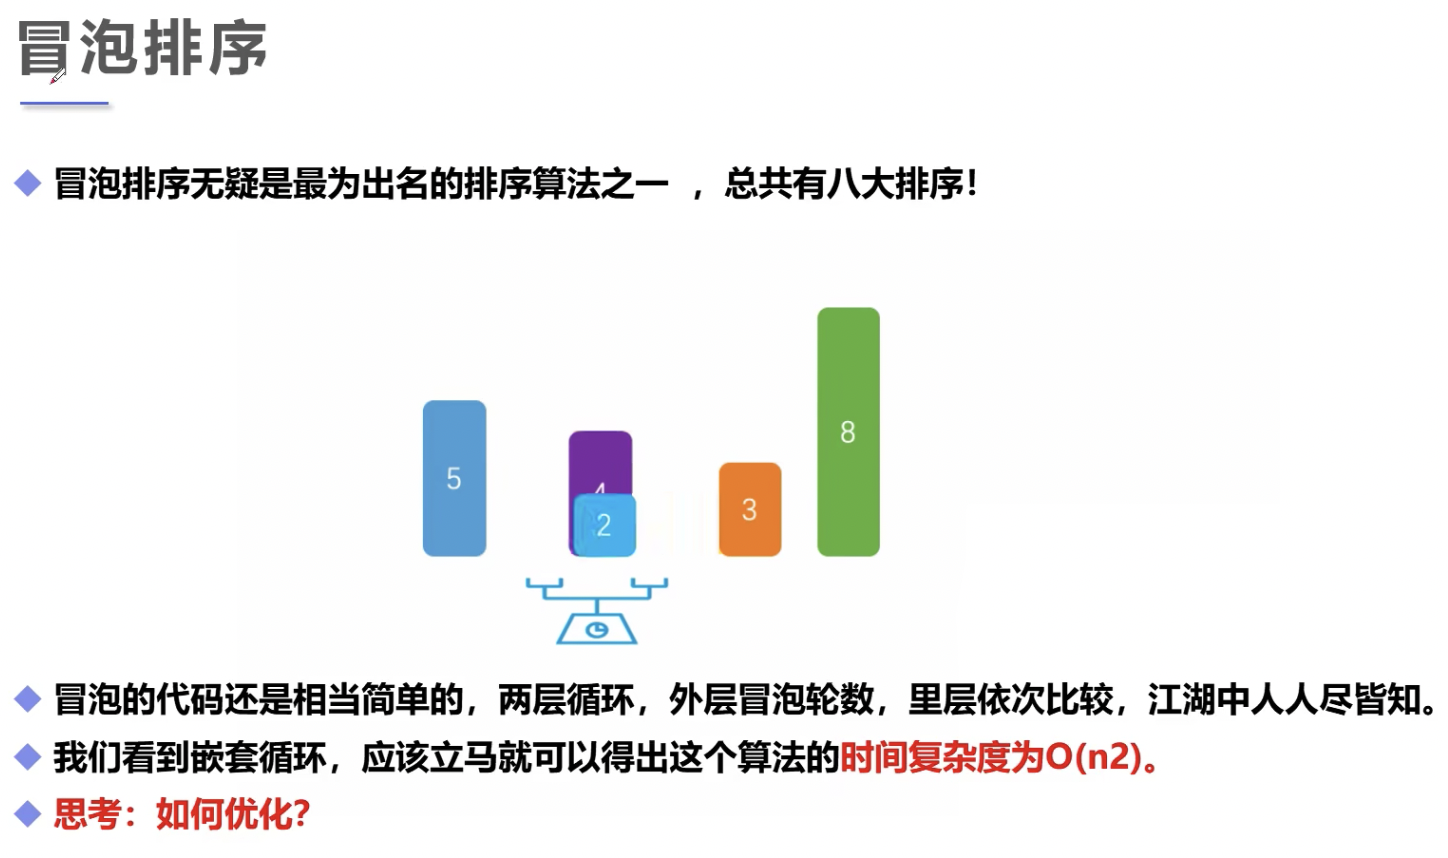 冒泡排序
冒泡排序无疑是最为出名的排序算法之一 ，总共有八大排序！
5
4
2
3
8
冒泡的代码还是相当简单的，两层循环，外层冒泡轮数，里层依次比较，江湖中人人尽皆知。
我们看到嵌套循环，应该立马就可以得出这个算法的时间复杂度为O(n2)。
思考：如何优化？